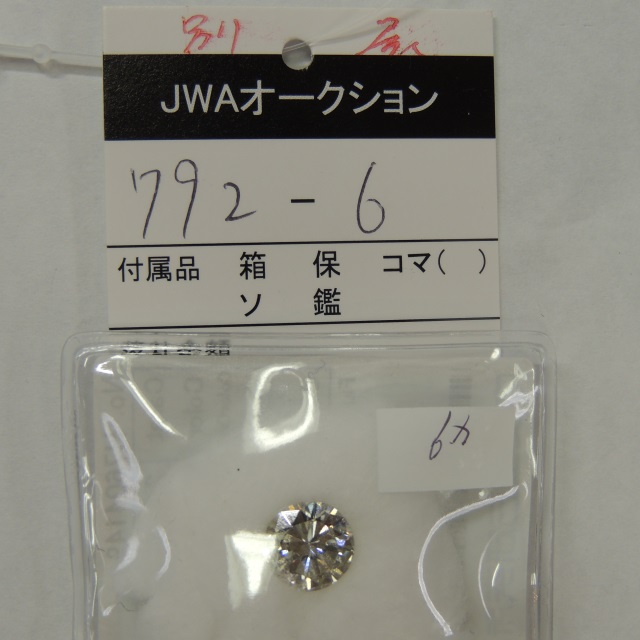 別 展
JWAオークション
792 - 6
付属品 箱 保 コマ( )
ソ 鑑
6カ